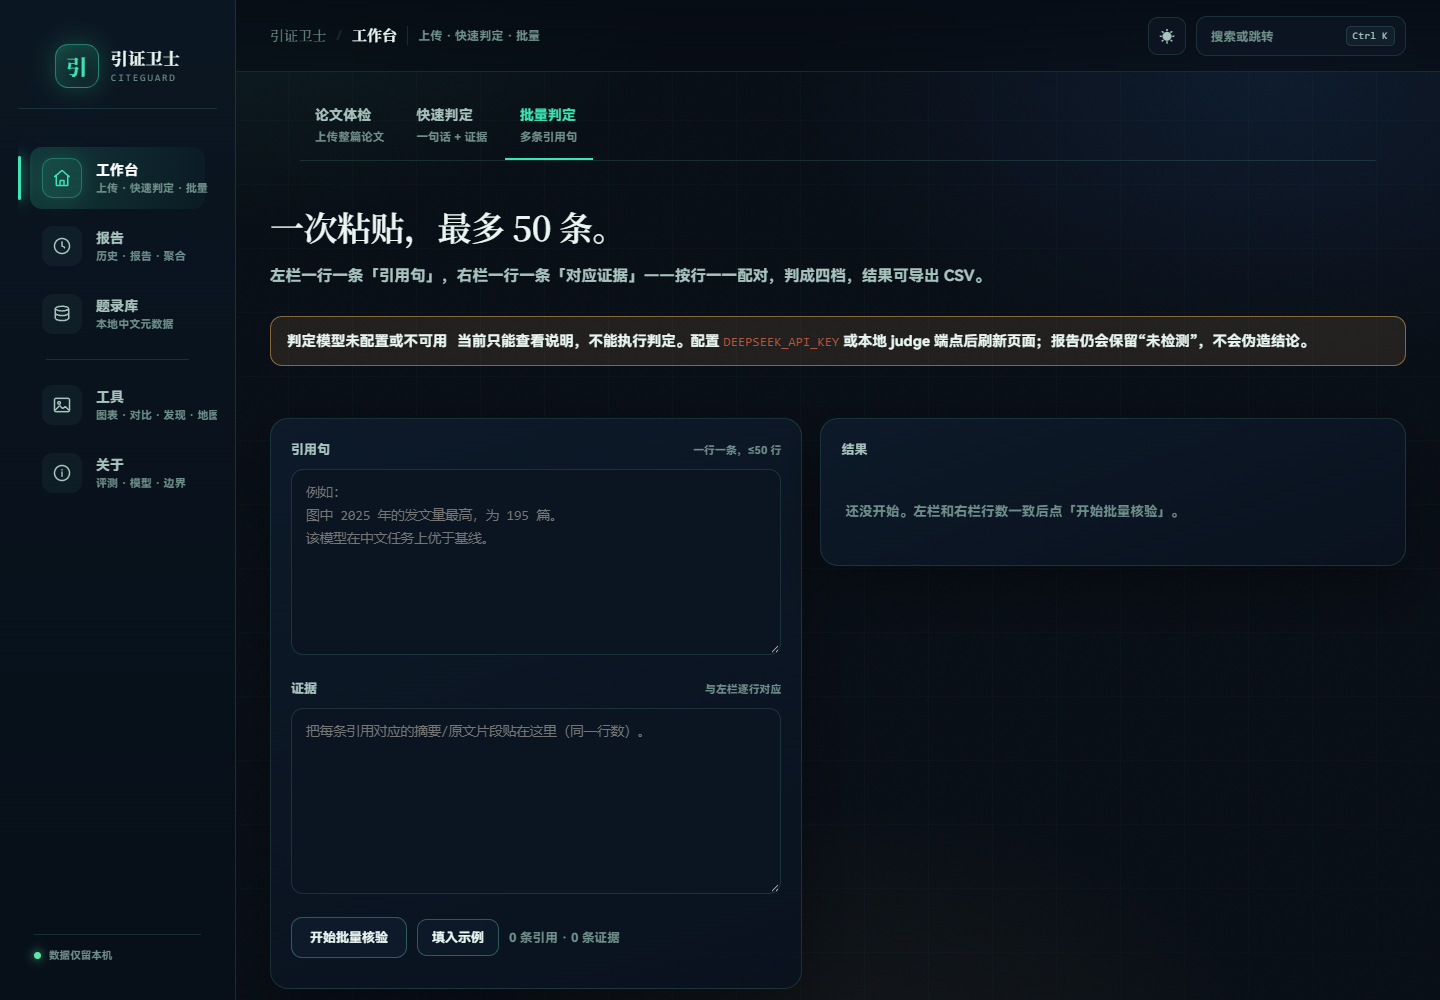 引
引证卫士
CITEGUARD
工作台
上传 · 快速判定 · 批量
报告
历史 · 报告 · 聚合
题录库
本地中文元数据
工具
图表 · 对比 · 发现 · 地图
关于
评测 · 模型 · 边界
数据仅留本机
引证卫士 / 工作台 上传 · 快速判定 · 批量
搜索或跳转 Ctrl K
论文体检
上传整篇论文
快速判定
一句话 + 证据
批量判定
多条引用句
一次粘贴，最多 50 条。
左栏一行一条「引用句」，右栏一行一条「对应证据」——按行一一配对，判成四档，结果可导出 CSV。
判定模型未配置或不可用 当前只能查看说明，不能执行判定。配置 DEEPSEEK_API_KEY 或本地 judge 端点后刷新页面；报告仍会保留“未检测”，不会伪造结论。
引用句 一行一条，≤50 行
例如：
图中 2025 年的发文量最高，为 195 篇。
该模型在中文任务上优于基线。
证据 与左栏逐行对应
把每条引用对应的摘要/原文片段贴在这里（同一行数）。
开始批量核验 填入示例 0 条引用 · 0 条证据
结果
还没开始。左栏和右栏行数一致后点「开始批量核验」。